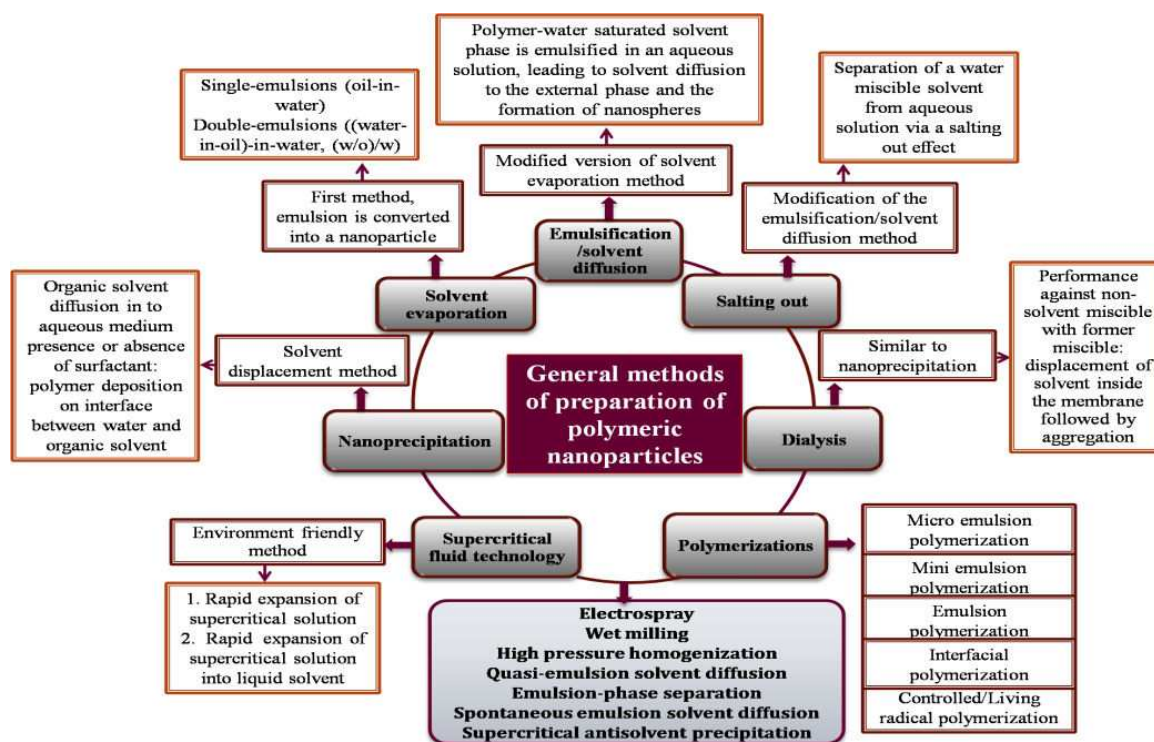 Polymer-water saturated solvent
phase is emulsified in an aqueous
solution, leading to solvent diffusion
to the external phase and the
formation of nanospheres
Single-emulsions (oil-in-
water)
Double-emulsions ((water-
in-oil)-in-water, (w/o)/w)
Separation of a water
miscible solvent
from aqueous
solution via a salting
out effect
Modified version of solvent
evaporation method
First method,
emulsion is converted
into a nanoparticle
Modification of the
emulsification/solvent
diffusion method
Emulsification
/solvent
diffusion
Solvent
evaporation
Salting out
Organic solvent
diffusion in to
aqueous medium
presence or absence
of surfactant:
polymer deposition
on interface
between water and
organic solvent
Solvent
displacement method
Similar to
nanoprecipitation
Performance
against non-
solvent miscible
with former
miscible:
displacement of
solvent inside
the membrane
followed by
aggregation
General methods
of preparation of
polymeric
nanoparticles
Nanoprecipitation
Dialysis
Environment friendly
method
Supercritical
fluid technology
Polymerizations
1. Rapid expansion of
supercritical solution
2. Rapid expansion of
supercritical solution
into liquid solvent
Micro emulsion
polymerization
Mini emulsion
polymerization
Emulsion
polymerization
Interfacial
polymerization
Controlled/Living
radical polymerization
Electrospray
Wet milling
High pressure homogenization
Quasi-emulsion solvent diffusion
Emulsion-phase separation
Spontaneous emulsion solvent diffusion
Supercritical antisolvent precipitation